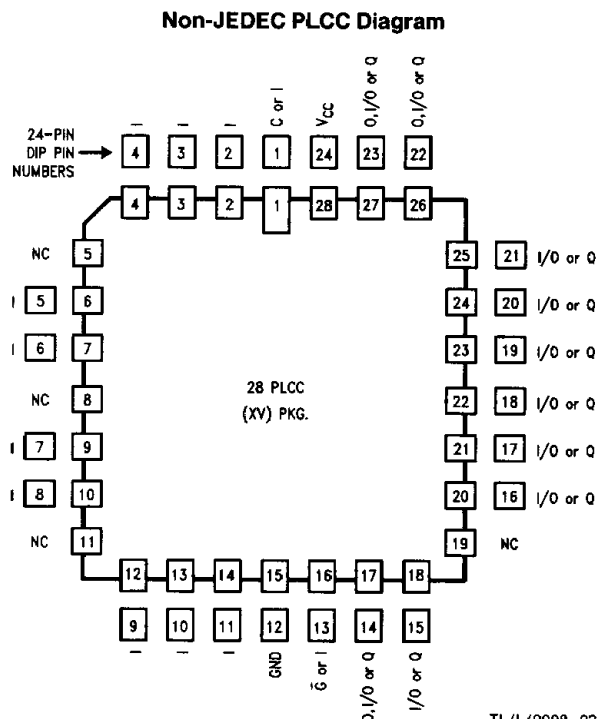 Non-JEDEC PLCC Diagram
I I I C or I VCC O,I/O or Q O,I/O or Q
24-PIN DIP PIN NUMBERS
4 3 2 1 24 23 22
4 3 2 1 28 27 26
NC 5 25 21 I/O or Q
I 5 6 24 20 I/O or Q
I 6 7 23 19 I/O or Q
NC 8 22 18 I/O or Q
28 PLCC
(XV) PKG.
I 7 9 21 17 I/O or Q
I 8 10 20 16 I/O or Q
NC 11 19 NC
12 13 14 15 16 17 18
9 10 11 12 13 14 15
I I I GND G̅ or I O,I/O or Q I/O or Q